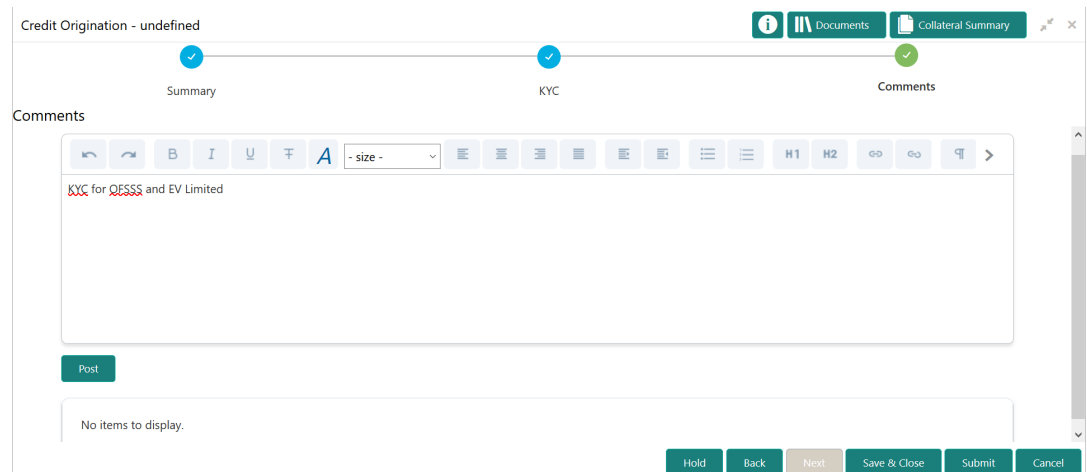 Credit Origination - undefined
Documents
Collateral Summary
Summary
KYC
Comments
Comments
B I U T A - size - H1 H2
KYC for OFSSS and EV Limited
Post
No items to display.
Hold Back Next Save & Close Submit Cancel